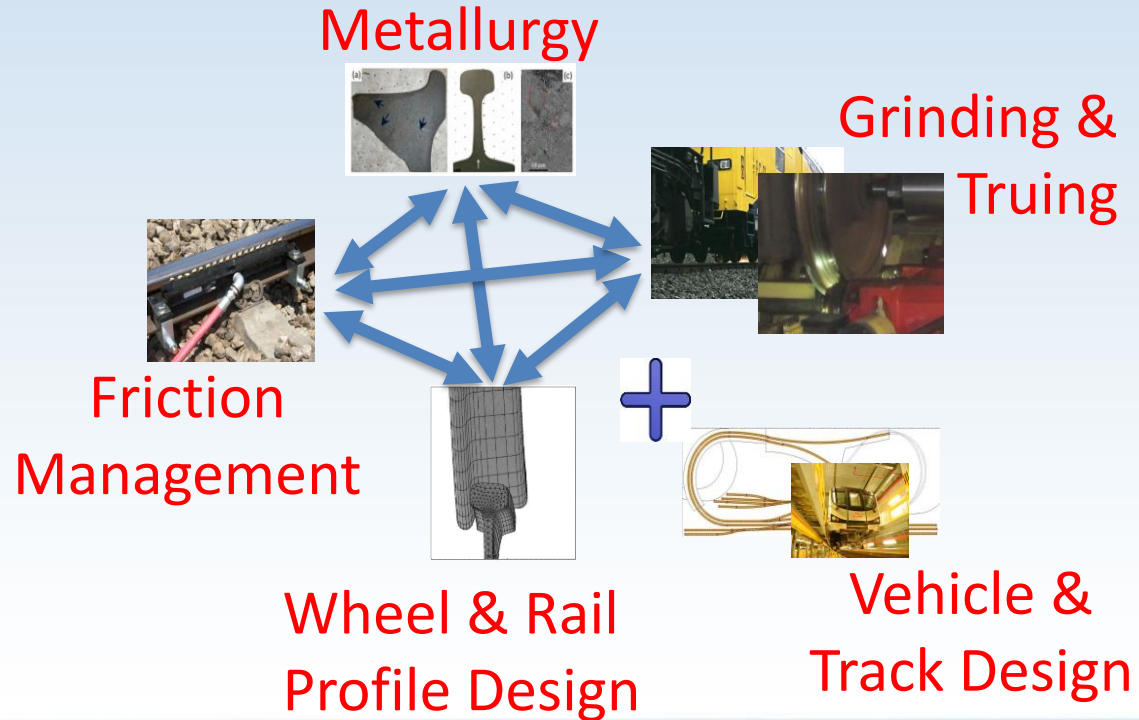 Metallurgy
(a)
(b)
(c)
Grinding &
Truing
Friction
Management
Wheel & Rail
Profile Design
Vehicle &
Track Design